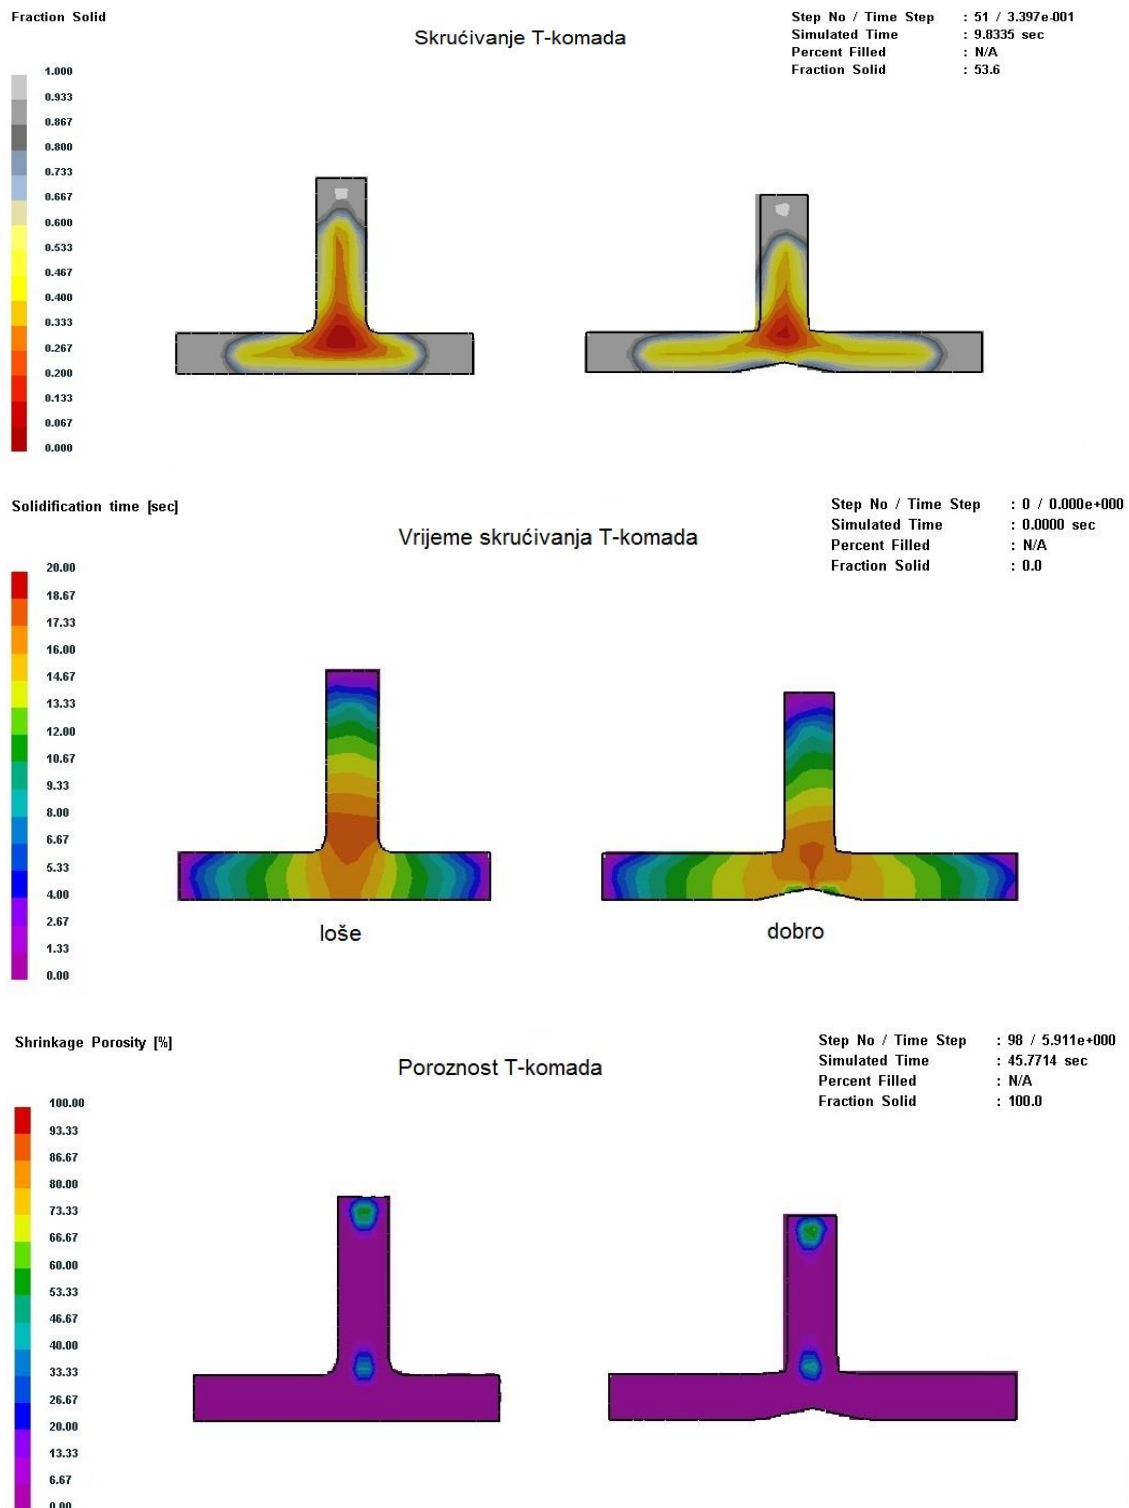 Fraction Solid
Skrućivanje T-komada
Step No / Time Step : 51 / 3.397e-001
Simulated Time : 9.8335 sec
Percent Filled : N/A
Fraction Solid : 53.6
1.000
0.933
0.867
0.800
0.733
0.667
0.600
0.533
0.467
0.400
0.333
0.267
0.200
0.133
0.067
0.000
Solidification time [sec]
Vrijeme skrućivanja T-komada
Step No / Time Step : 0 / 0.000e+000
Simulated Time : 0.0000 sec
Percent Filled : N/A
Fraction Solid : 0.0
20.00
18.67
17.33
16.00
14.67
13.33
12.00
10.67
9.33
8.00
6.67
5.33
4.00
2.67
1.33
0.00
loše
dobro
Shrinkage Porosity [%]
Poroznost T-komada
Step No / Time Step : 98 / 5.911e+000
Simulated Time : 45.7714 sec
Percent Filled : N/A
Fraction Solid : 100.0
100.00
93.33
86.67
80.00
73.33
66.67
60.00
53.33
46.67
40.00
33.33
26.67
20.00
13.33
6.67
0.00